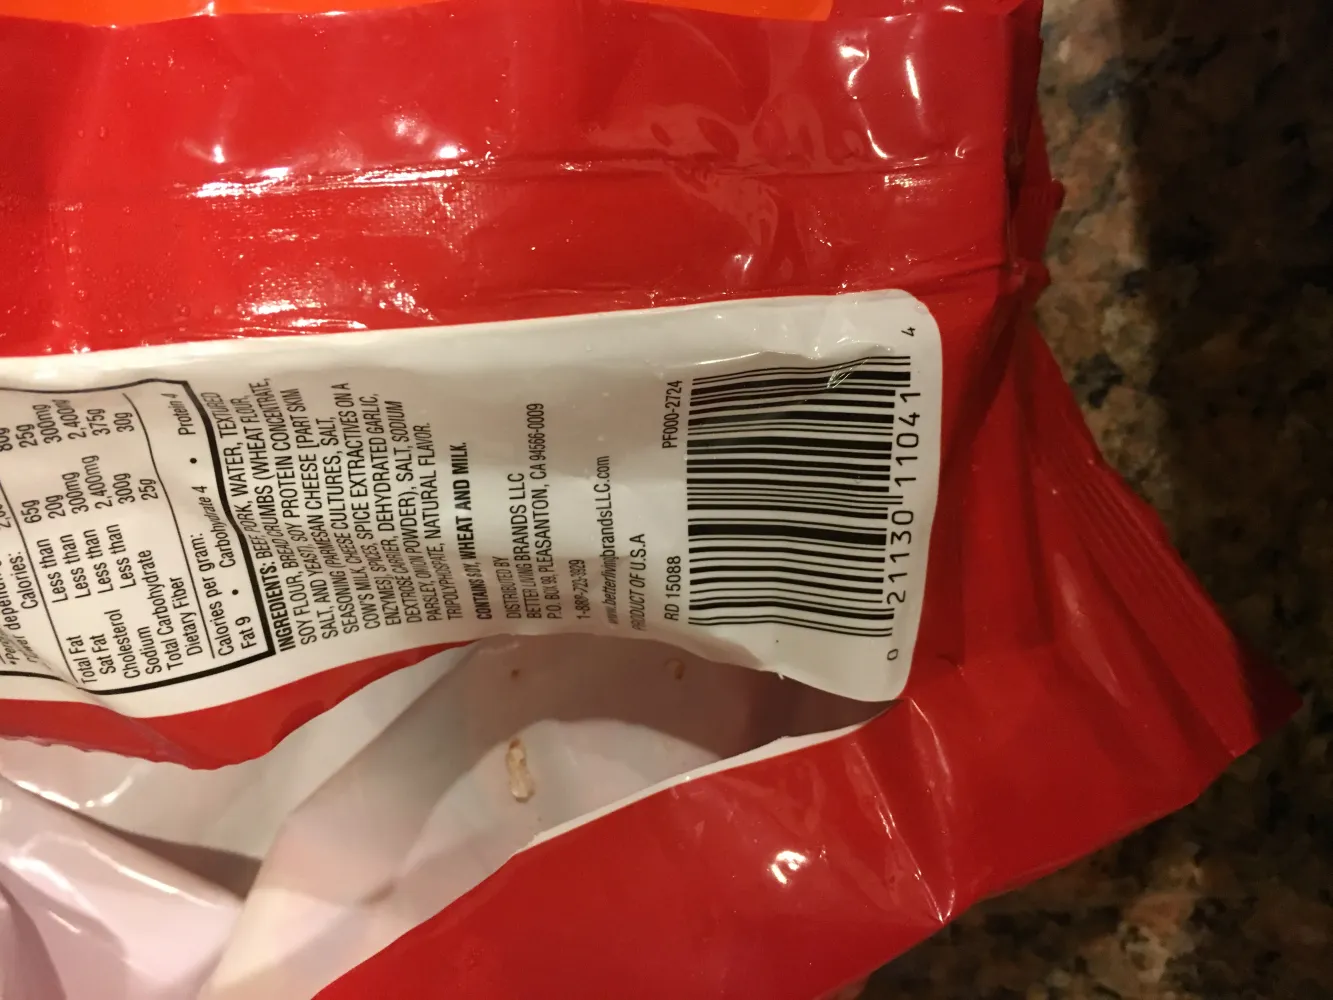 Calories:
80g
Total Fat Less than 65g
Sat Fat Less than 20g 25g
Cholesterol Less than 300mg 300mg
Sodium Less than 2,400mg 2,400mg
Total Carbohydrate 300g 375g
Dietary Fiber 25g 30g
Calories per gram:
Fat 9 • Carbohydrate 4 • Protein 4
INGREDIENTS: BEEF, PORK, WATER, TEXTURED
SOY FLOUR, BREADCRUMBS (WHEAT FLOUR,
SALT, AND YEAST), SOY PROTEIN CONCENTRATE,
SEASONING (PARMESAN CHEESE [PART SKIM
COW'S MILK, CHEESE CULTURES, SALT,
ENZYMES], SPICES, SPICE EXTRACTIVES ON A
DEXTROSE CARRIER, DEHYDRATED GARLIC,
PARSLEY, ONION POWDER), SALT, SODIUM
TRIPOLYPHOSPHATE, NATURAL FLAVOR.
CONTAINS SOY, WHEAT AND MILK.
DISTRIBUTED BY
BETTER LIVING BRANDS LLC
P.O. BOX 99, PLEASANTON, CA 94566-0009
1-888-723-3929
www.betterlivingbrandsLLC.com
PRODUCT OF U.S.A
RD 15088 PF000-2724
0 21130 11041 4